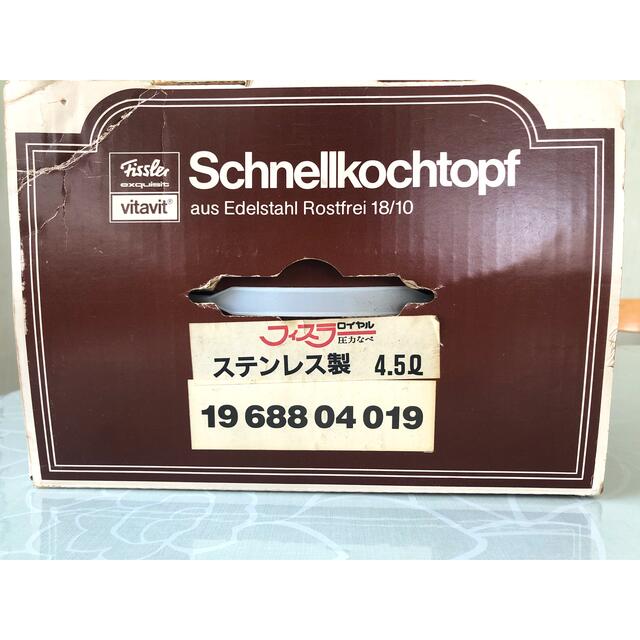 Fissler
exquisit
vitavit®
Schnellkochtopf
aus Edelstahl Rostfrei 18/10
フィスラ ロイヤル
圧力なべ
ステンレス製 4.5ℓ
19 688 04 019